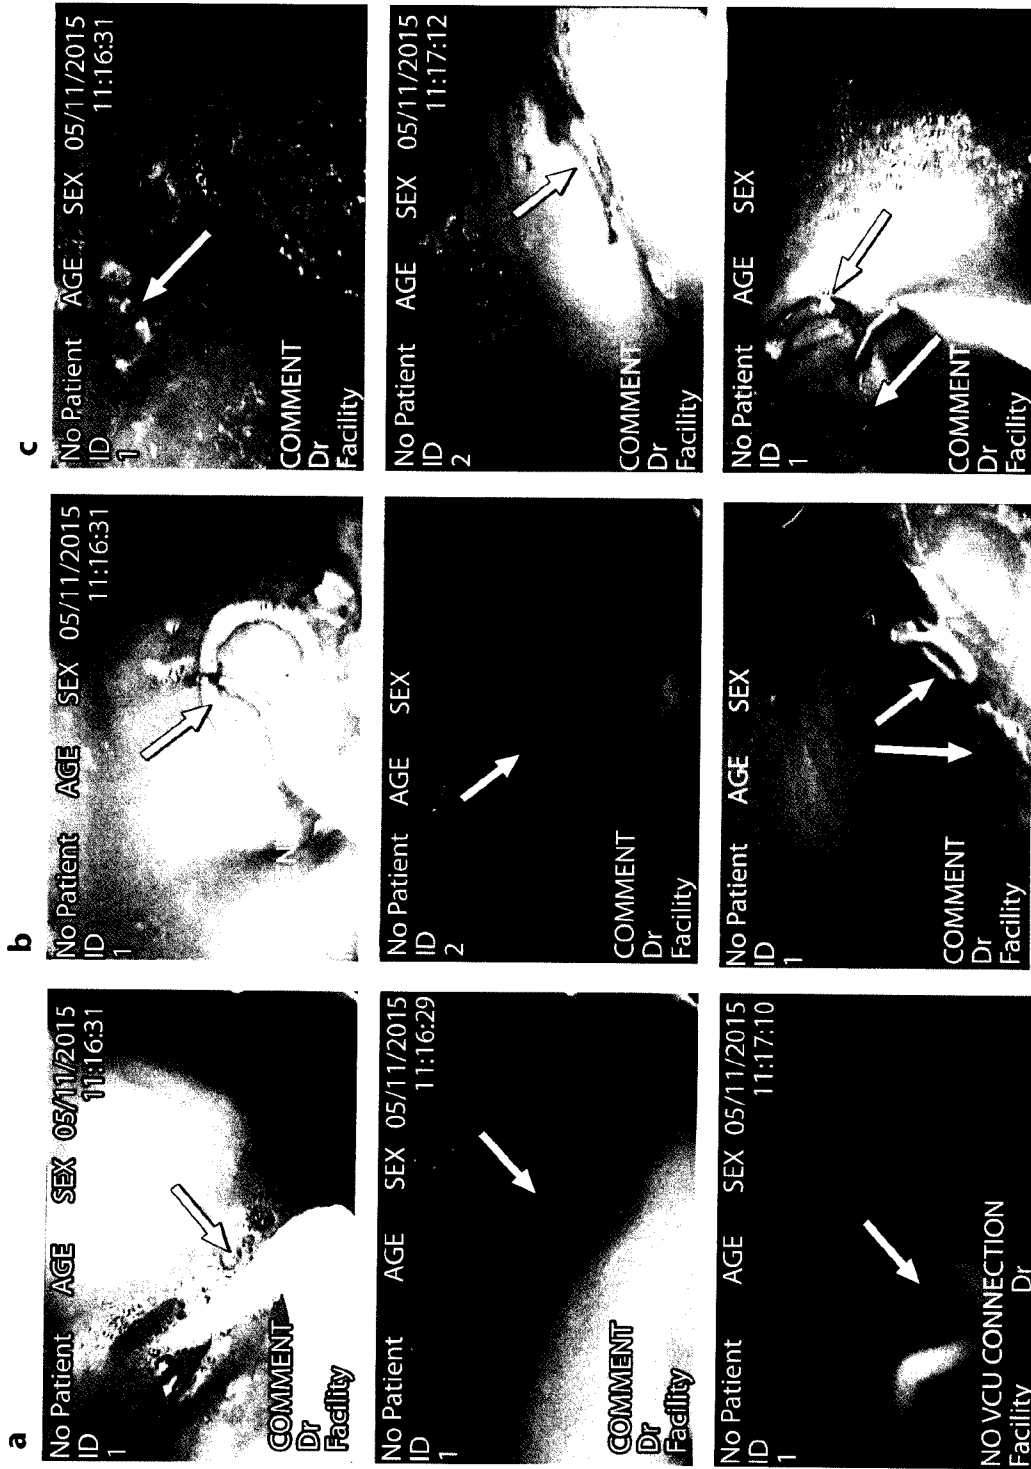 a
No Patient AGE SEX 05/11/2015
ID 11:16:31
1
COMMENT
Dr
Facility
No Patient AGE SEX 05/11/2015
ID 11:16:29
1
COMMENT
Dr
Facility
No Patient AGE SEX 05/11/2015
ID 11:17:10
1
NO VCU CONNECTION
Facility Dr
b
No Patient AGE SEX 05/11/2015
ID 11:16:31
1
N
No Patient AGE SEX
ID
2
COMMENT
Dr
Facility
No Patient AGE SEX
ID
1
COMMENT
Dr
Facility
c
No Patient AGE SEX 05/11/2015
ID 11:16:31
1
COMMENT
Dr
Facility
No Patient AGE SEX 05/11/2015
ID 11:17:12
2
COMMENT
Dr
Facility
No Patient AGE SEX
ID
1
COMMENT
Dr
Facility